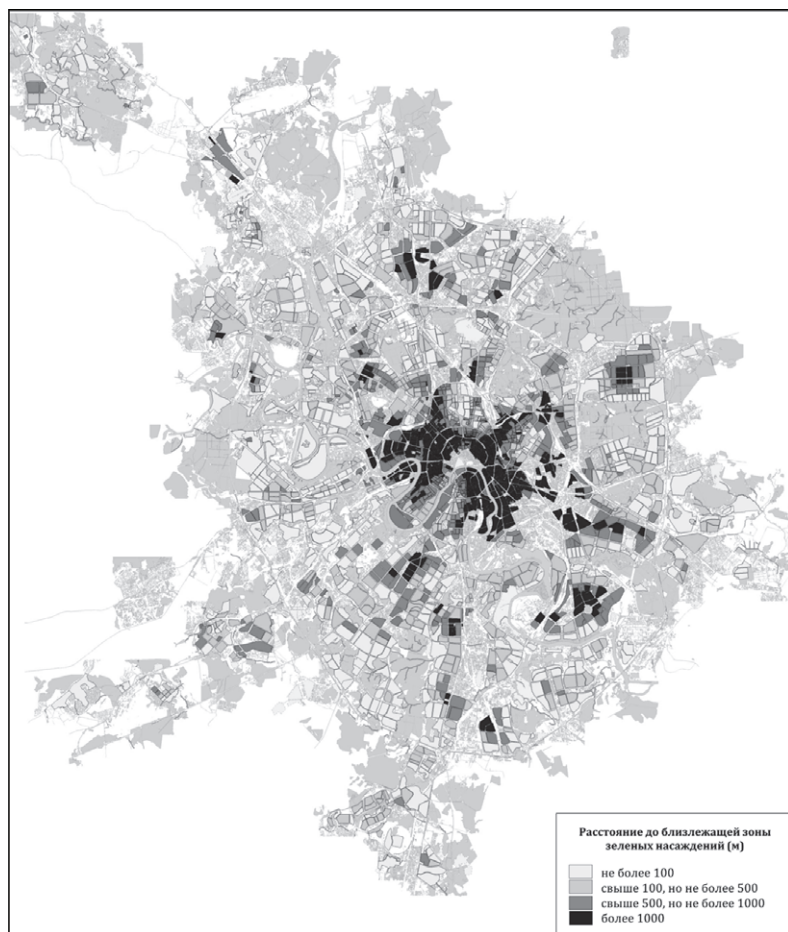 Расстояние до близлежащей зоны
зеленых насаждений (м)
не более 100
свыше 100, но не более 500
свыше 500, но не более 1000
более 1000